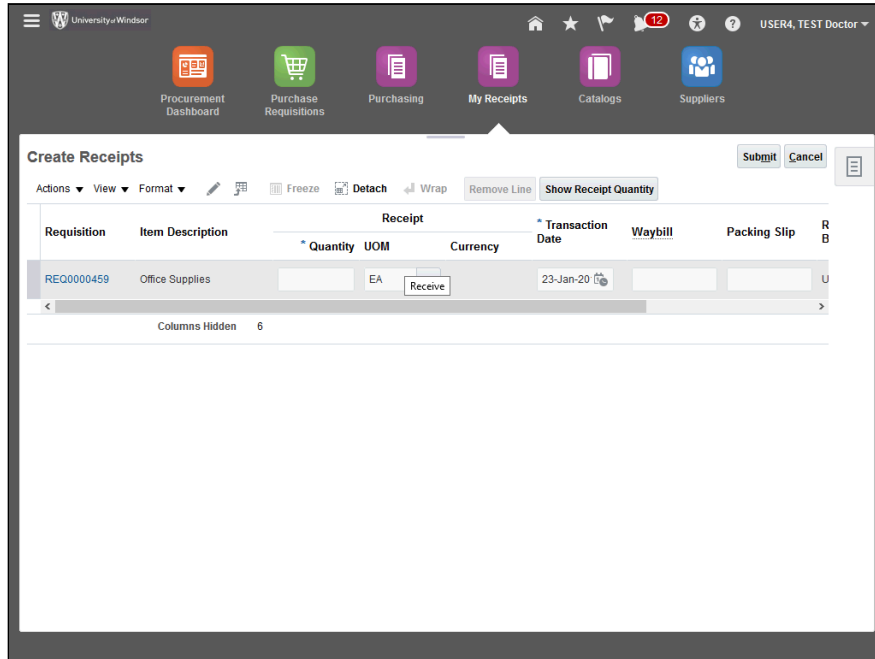 University of Windsor
12
?
USER4, TEST Doctor
Procurement Dashboard
Purchase Requisitions
Purchasing
My Receipts
Catalogs
Suppliers
Create Receipts
Submit Cancel
Actions View Format Freeze Detach Wrap Remove Line Show Receipt Quantity
Requisition Item Description Receipt * Quantity UOM Currency * Transaction Date Waybill Packing Slip R B
REQ0000459 Office Supplies EA 23-Jan-20 U
Receive
Columns Hidden 6